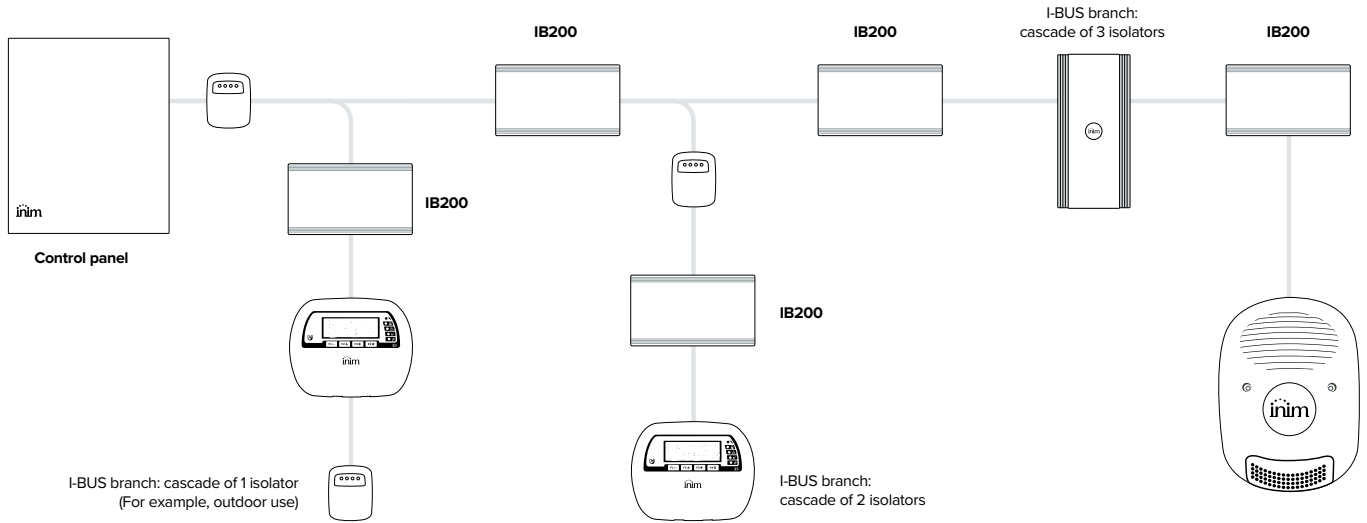 IB200
IB200
I-BUS branch:
cascade of 3 isolators
IB200
inim
Control panel
inim
IB200
inim
IB200
inim
I-BUS branch: cascade of 1 isolator
(For example, outdoor use)
inim
I-BUS branch:
cascade of 2 isolators